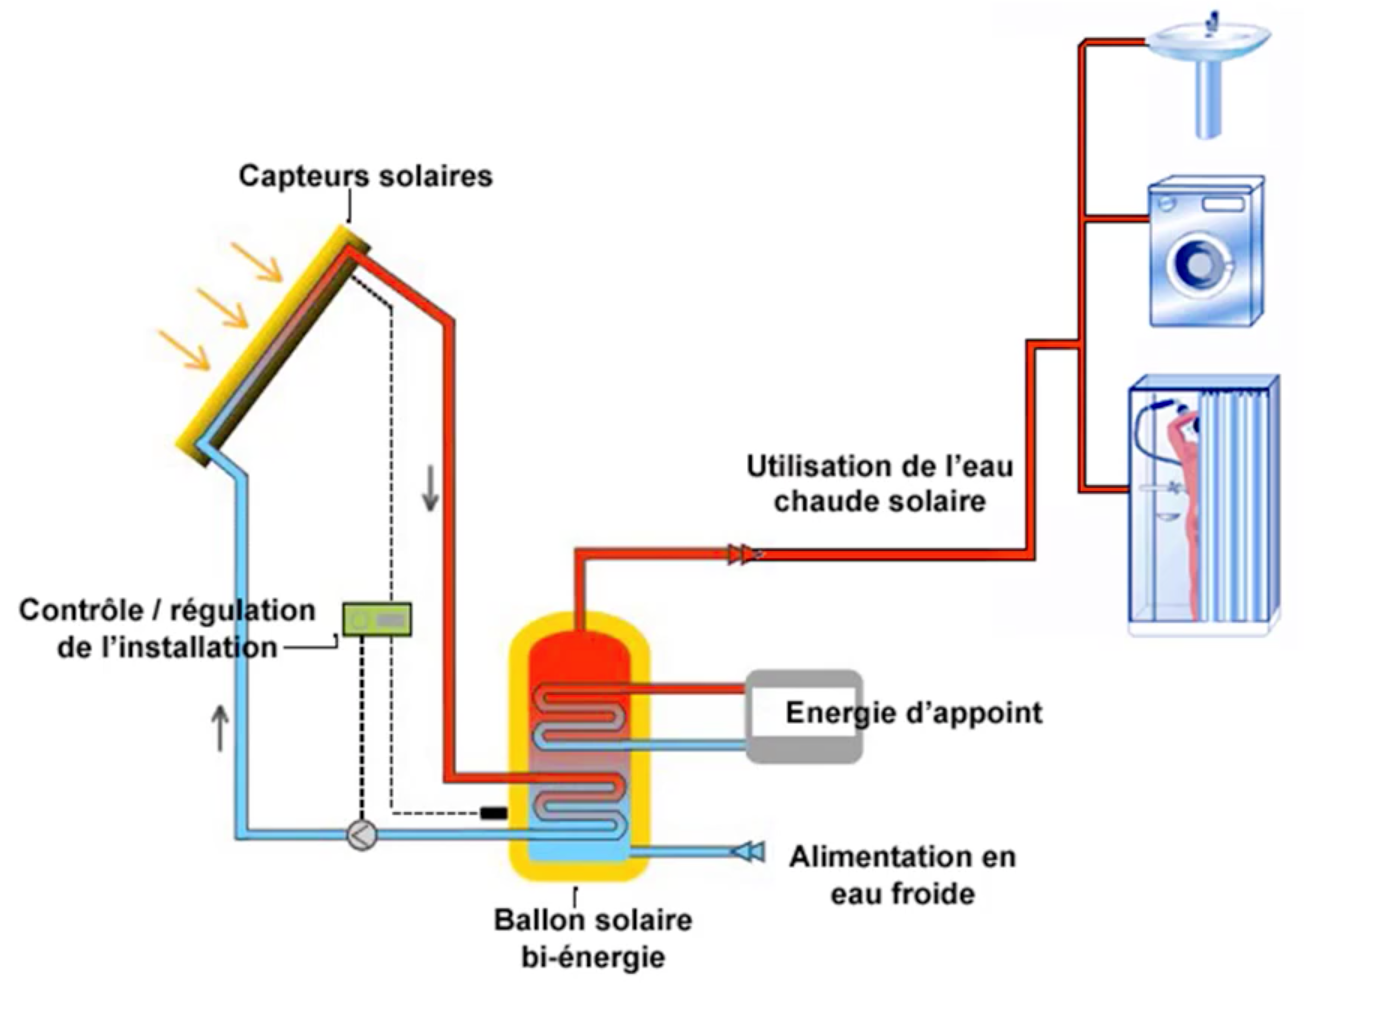 Capteurs solaires
Utilisation de l'eau
chaude solaire
Contrôle / régulation
de l'installation
Energie d'appoint
Alimentation en
eau froide
Ballon solaire
bi-énergie